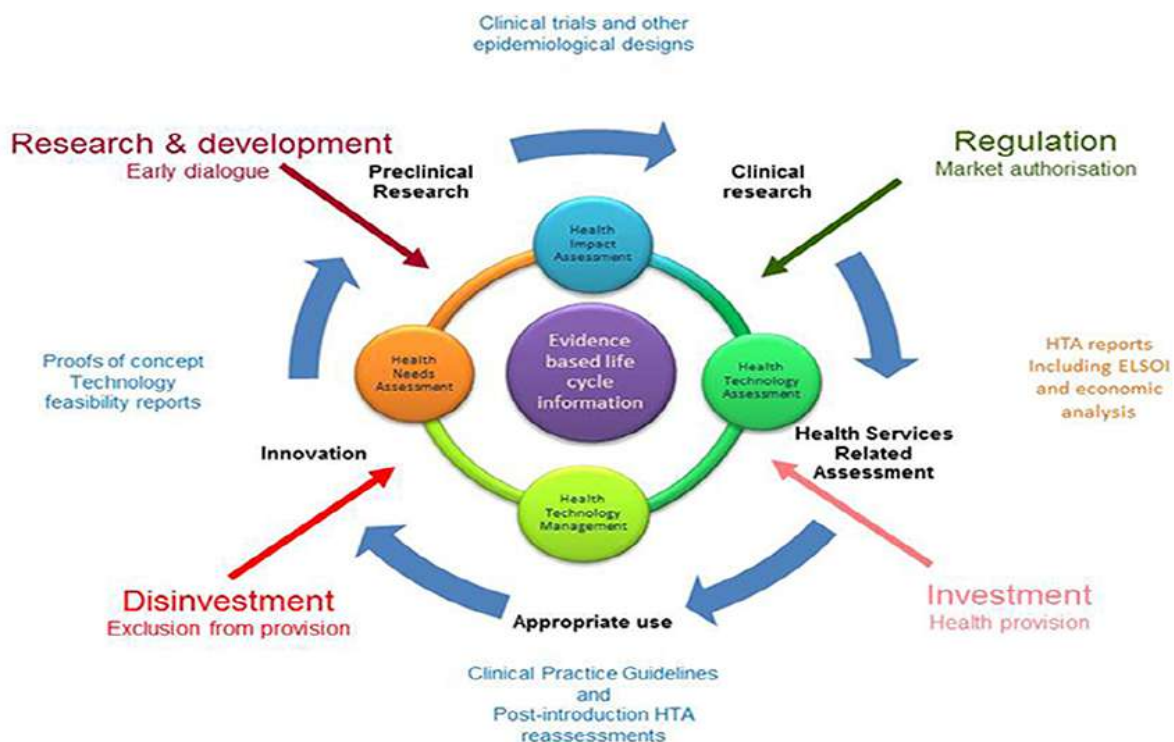 Clinical trials and other
epidemiological designs
Research & development
Early dialogue
Regulation
Market authorisation
Preclinical
Research
Clinical
research
Health
Impact
Assessment
Proofs of concept
Technology
feasibility reports
Health
Needs
Assessment
Evidence
based life
cycle
information
Health
Technology
Assessment
HTA reports
Including ELSOI
and economic
analysis
Innovation
Health Services
Related
Assessment
Health
Technology
Management
Disinvestment
Exclusion from provision
Appropriate use
Investment
Health provision
Clinical Practice Guidelines
and
Post-introduction HTA
reassessments